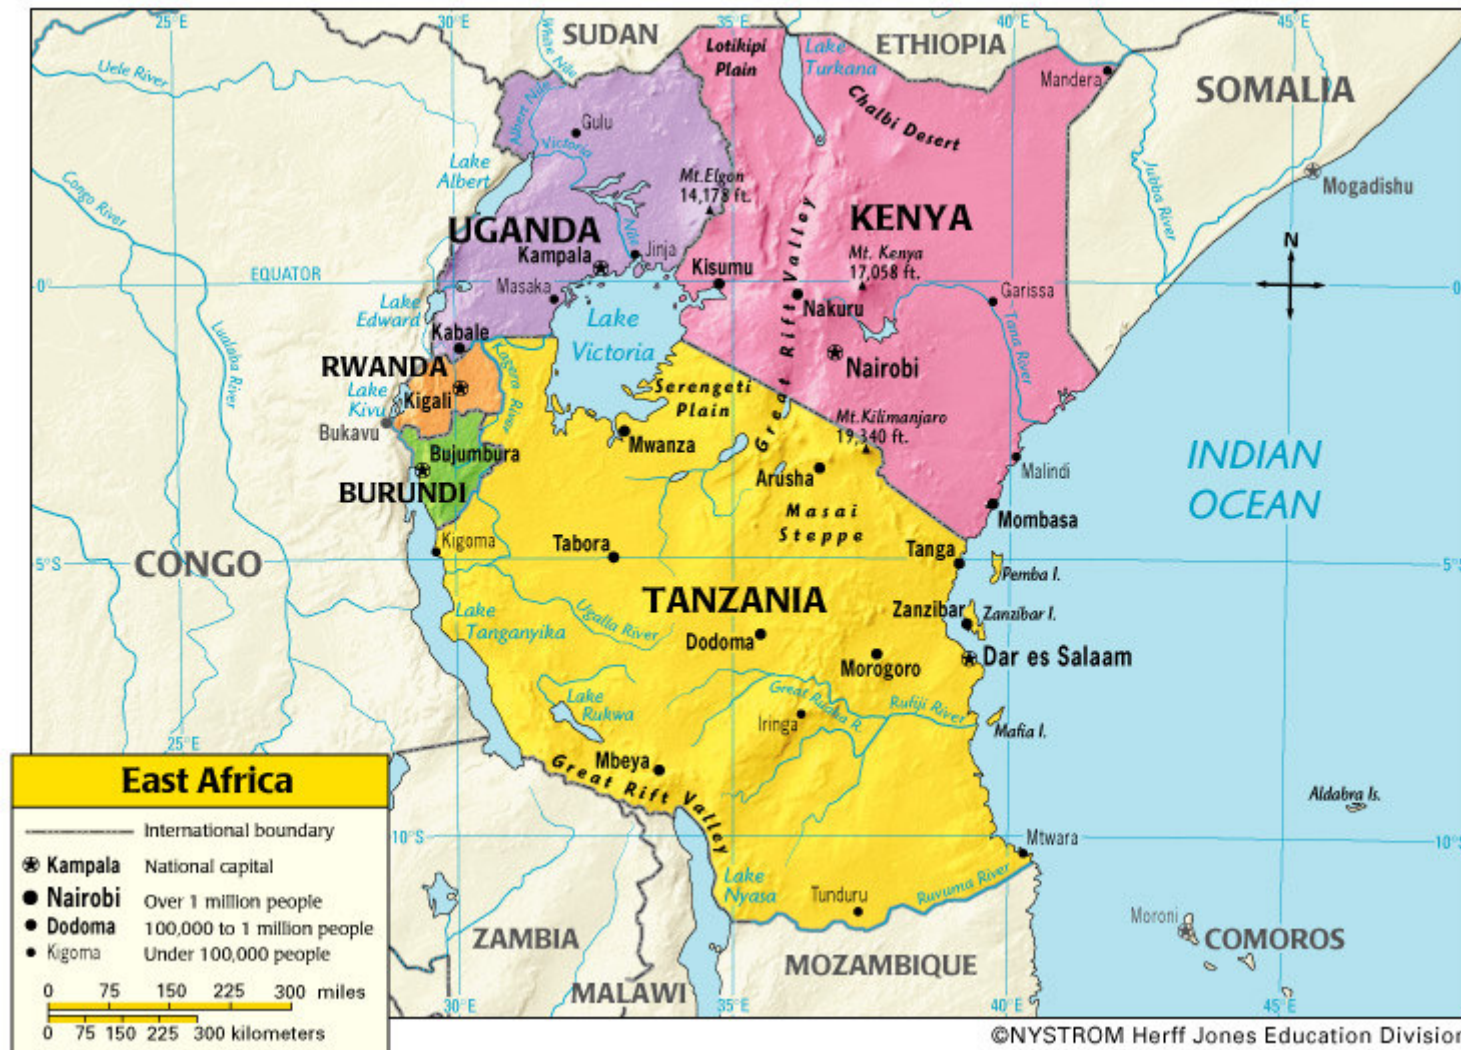 25°E
30°E
35°E
40°E
45°E
SUDAN
White Nile
Lotikipi
Plain
Lake
Turkana
ETHIOPIA
Mandera
SOMALIA
Uele River
Albert Nile
Gulu
Chalbi Desert
Victoria
Nile
Lake
Albert
Mt.Elgon
14,178 ft.
Jubba River
Mogadishu
Congo River
UGANDA
Kampala
Jinja
KENYA
Great Rift Valley
Mt. Kenya
17,058 ft.
N
EQUATOR
0°
0
Masaka
Kisumu
Nakuru
Garissa
Lake
Edward
Kabale
Lake
Victoria
Tana River
Lualaba River
RWANDA
Kagera River
Nairobi
Lake
Kivu
Kigali
Serengeti
Plain
Bukavu
Mt.Kilimanjaro
19,340 ft.
Mwanza
Bujumbura
BURUNDI
Arusha
Malindi
INDIAN
OCEAN
Masai
Steppe
Mombasa
Kigoma
Tabora
Tanga
CONGO
5°S
5°S
Pemba I.
TANZANIA
Zanzibar
Zanzibar I.
Lake
Tanganyika
Ugalla River
Dodoma
Dar es Salaam
Morogoro
Lake
Rukwa
Great Ruaha R.
Rufiji River
Iringa
Mafia I.
25°E
Mbeya
Great Rift Valley
Aldabra Is.
10°S
10°S
Mtwara
Lake
Nyasa
Tunduru
Ruvuma River
Moroni
COMOROS
ZAMBIA
MALAWI
MOZAMBIQUE
30°E
35°E
40°E
45°E
East Africa
International boundary
Kampala National capital
Nairobi Over 1 million people
Dodoma 100,000 to 1 million people
Kigoma Under 100,000 people
0 75 150 225 300 miles
0 75 150 225 300 kilometers
©NYSTROM Herff Jones Education Division